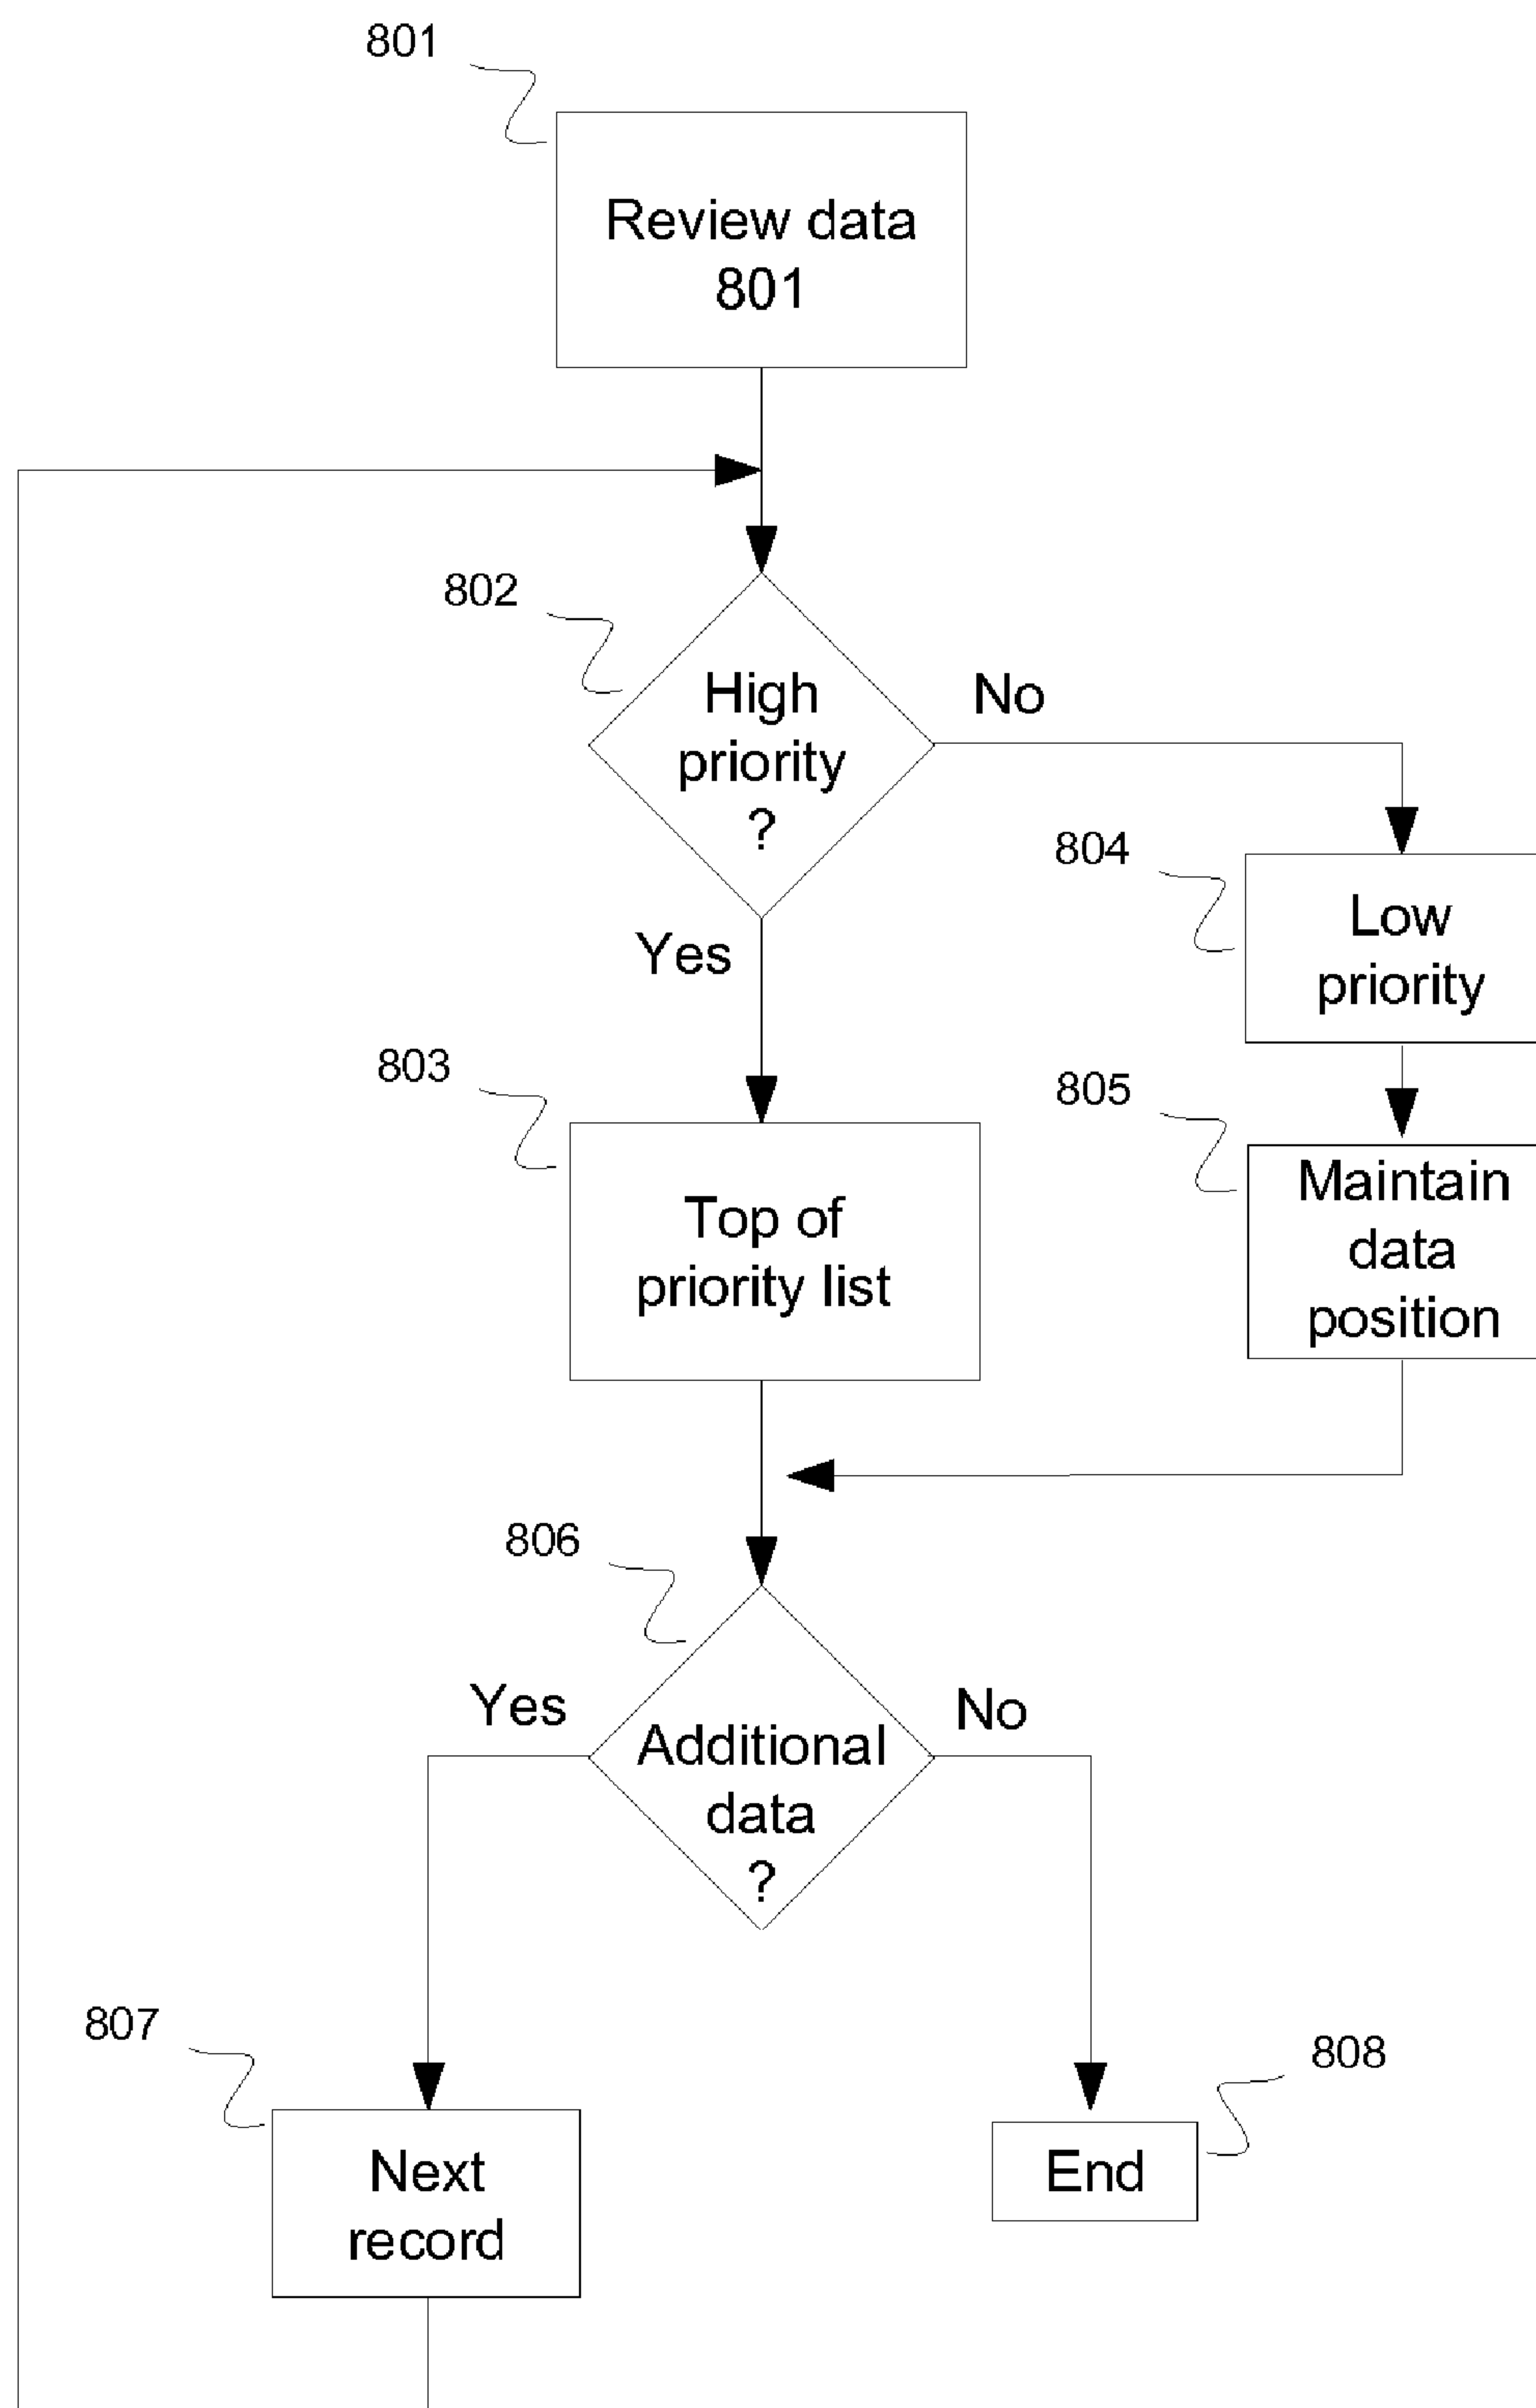 801
Review data
801
802
High
priority
?
No
Yes
804
Low
priority
803
Top of
priority list
805
Maintain
data
position
806
Additional
data
?
Yes
No
807
Next
record
808
End